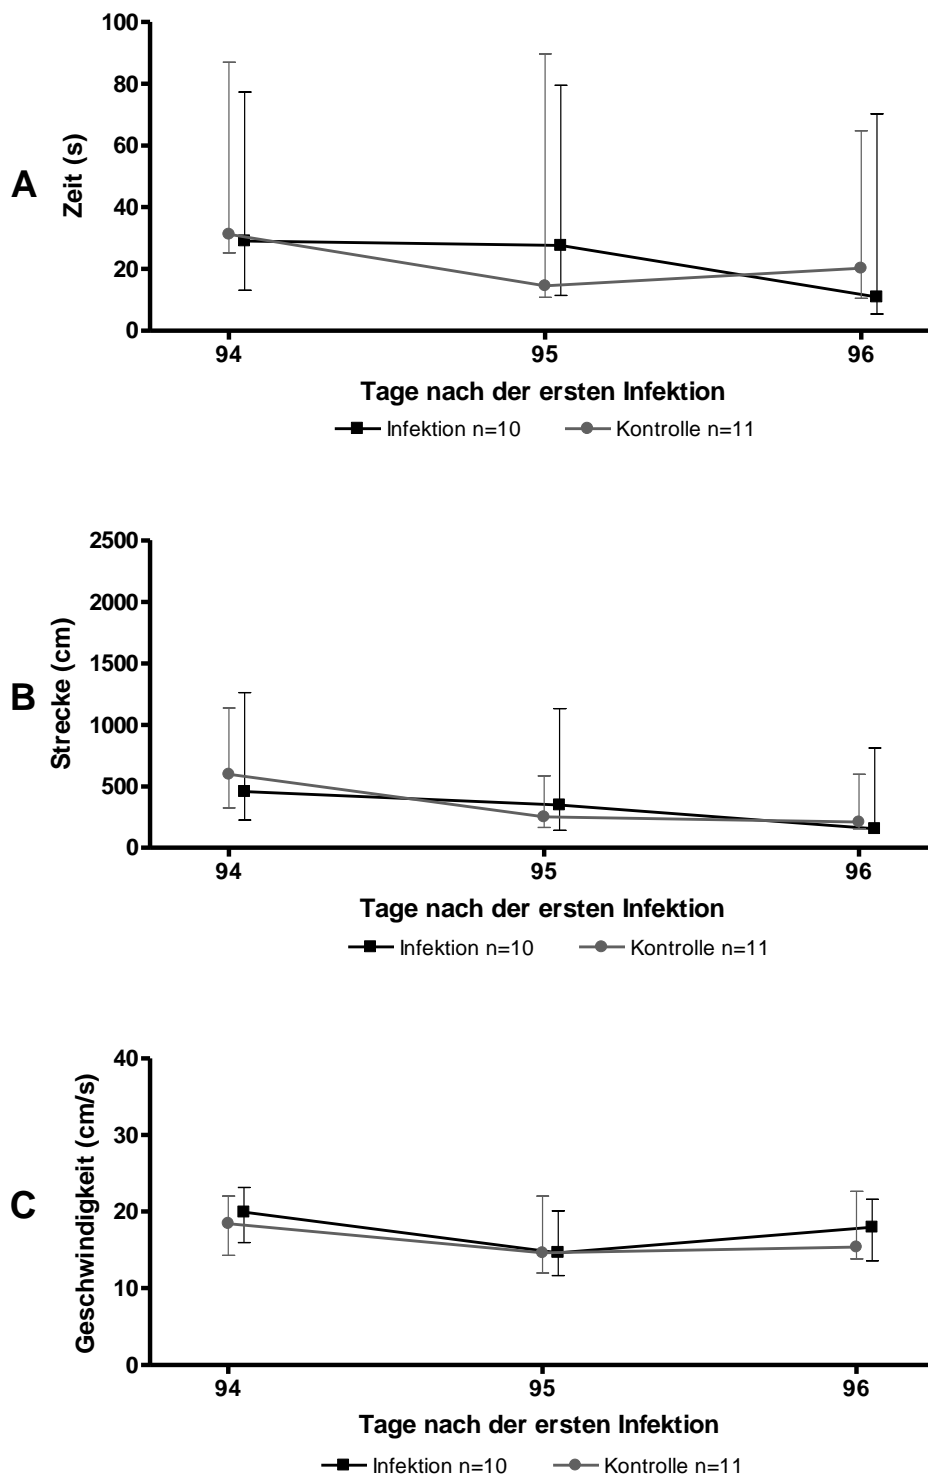 100
80
60
40
20
0
Zeit (s)
A
94 95 96
Tage nach der ersten Infektion
Infektion n=10 Kontrolle n=11
2500
2000
1500
1000
500
0
Strecke (cm)
B
94 95 96
Tage nach der ersten Infektion
Infektion n=10 Kontrolle n=11
40
30
20
10
0
Geschwindigkeit (cm/s)
C
94 95 96
Tage nach der ersten Infektion
Infektion n=10 Kontrolle n=11